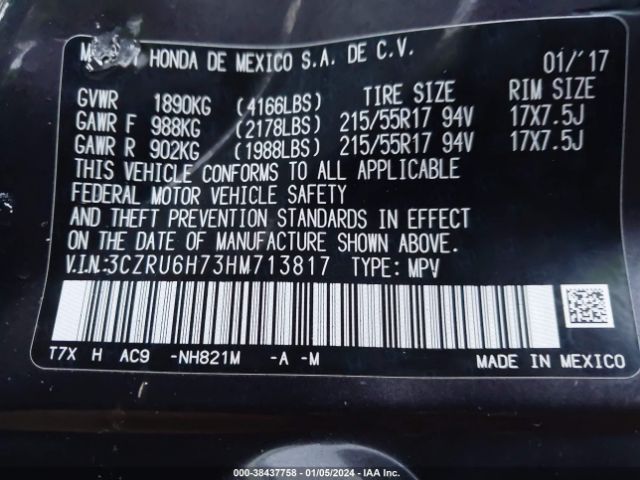 HONDA DE MEXICO S.A. DE C.V. 01/'17
GVWR 1890KG (4166LBS) TIRE SIZE RIM SIZE
GAWR F 988KG (2178LBS) 215/55R17 94V 17X7.5J
GAWR R 902KG (1988LBS) 215/55R17 94V 17X7.5J
THIS VEHICLE CONFORMS TO ALL APPLICABLE
FEDERAL MOTOR VEHICLE SAFETY
AND THEFT PREVENTION STANDARDS IN EFFECT
ON THE DATE OF MANUFACTURE SHOWN ABOVE.
V.I.N:3CZRU6H73HM713817 TYPE: MPV
T7X H AC9 -NH821M -A -M MADE IN MEXICO
00-38437758 - 01/05/2024 - IAA Inc.